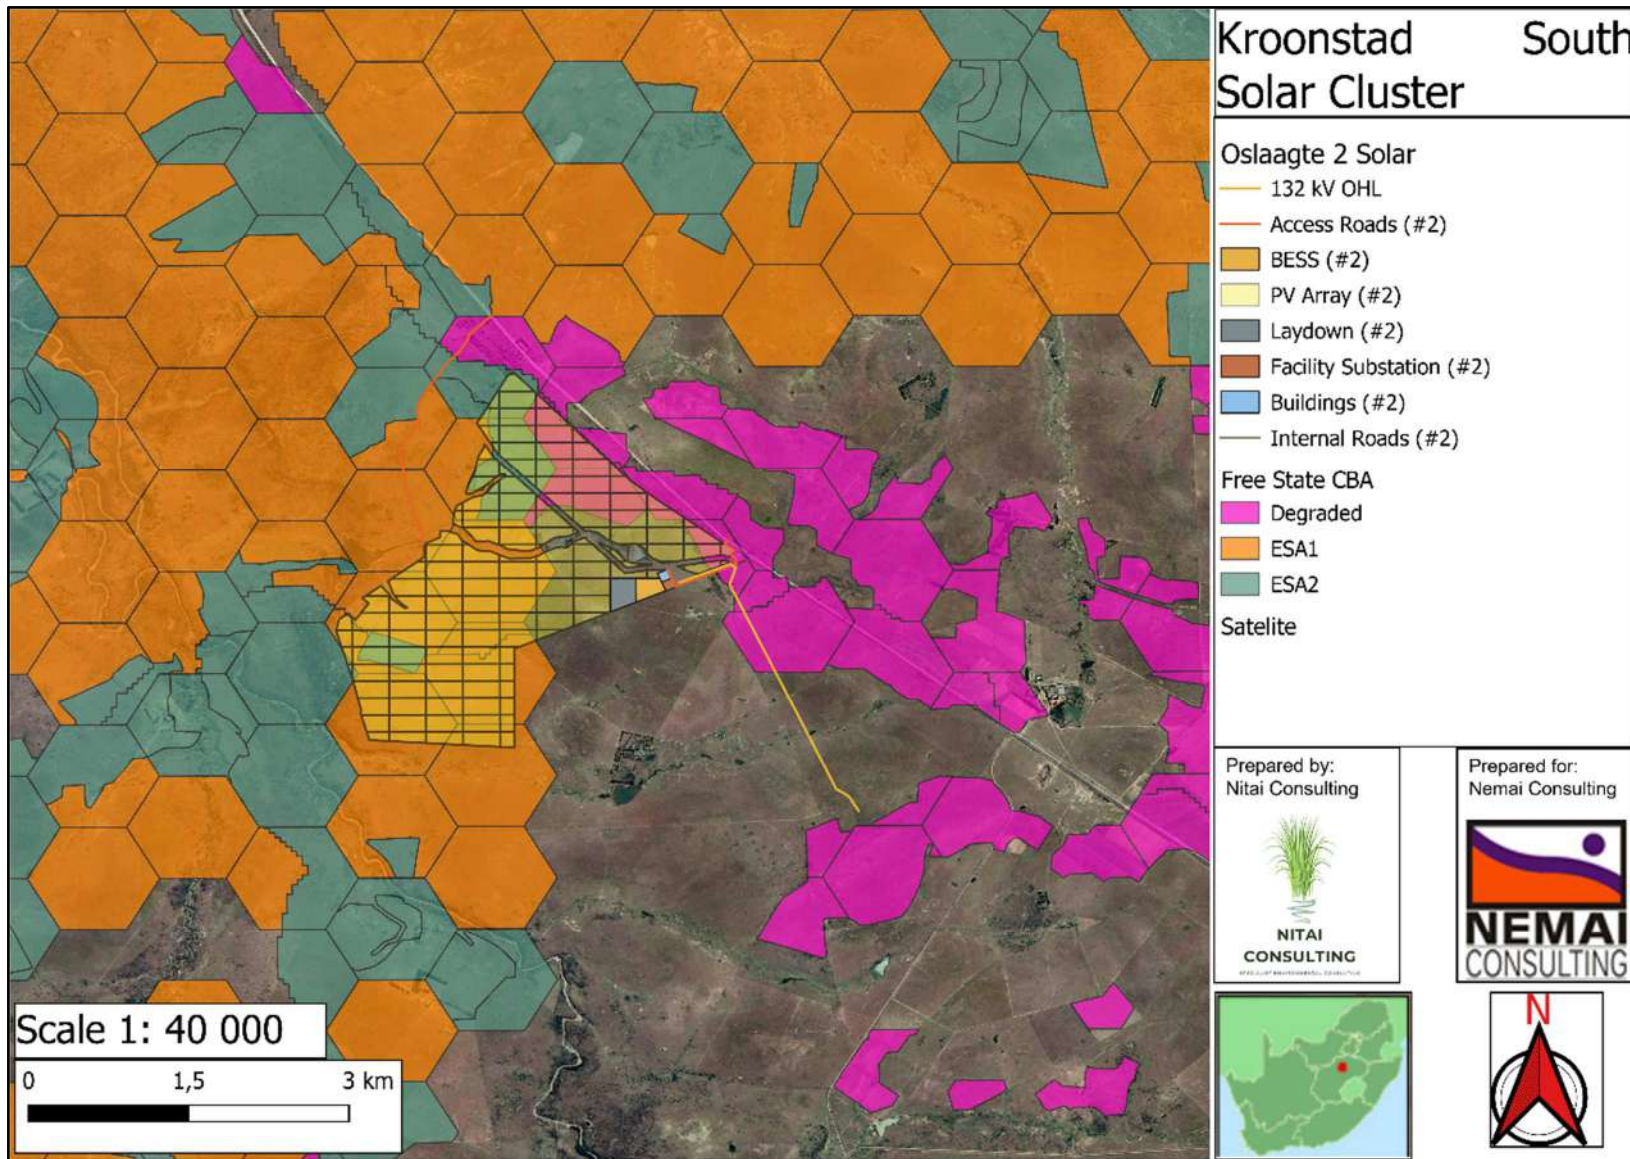 Kroonstad South
Solar Cluster
Oslaagte 2 Solar
132 kV OHL
Access Roads (#2)
BESS (#2)
PV Array (#2)
Laydown (#2)
Facility Substation (#2)
Buildings (#2)
Internal Roads (#2)
Free State CBA
Degraded
ESA1
ESA2
Satelite
Prepared by:
Nitai Consulting
NITAI
CONSULTING
Prepared for:
Nemai Consulting
NEMAI
CONSULTING
N
Scale 1: 40 000
0 1,5 3 km